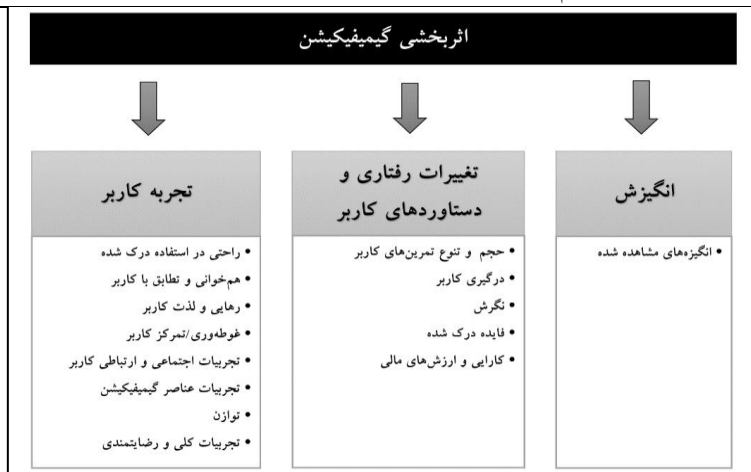 اثربخشی گیمیفیکیشن
انگیزش
• انگیزه‌های مشاهده شده
تغییرات رفتاری و
دستاوردهای کاربر
• حجم و تنوع تمرین‌های کاربر
• درگیری کاربر
• نگرش
• فایده درک شده
• کارایی و ارزش‌های مالی
تجربه کاربر
• راحتی در استفاده درک شده
• هم‌خوانی و تطابق با کاربر
• رهایی و لذت کاربر
• غوطه‌وری/تمرکز کاربر
• تجربیات اجتماعی و ارتباطی کاربر
• تجربیات عناصر گیمیفیکیشن
• توازن
• تجربیات کلی و رضایتمندی